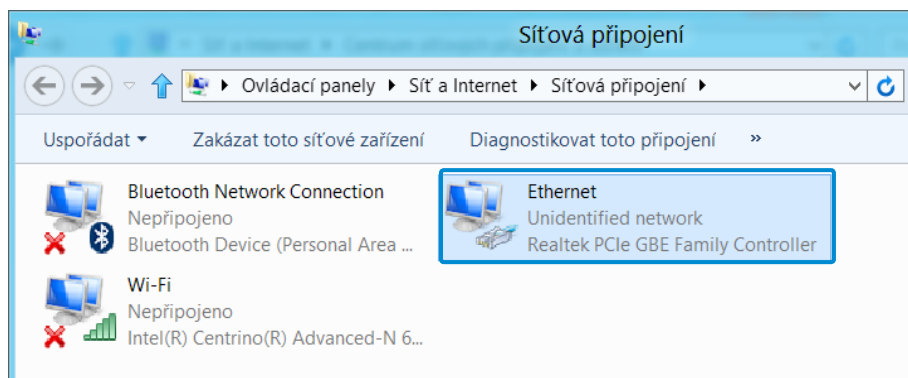 Síťová připojení
Ovládací panely Síť a Internet Síťová připojení
Uspořádat Zakázat toto síťové zařízení Diagnostikovat toto připojení »
Bluetooth Network Connection
Nepřipojeno
Bluetooth Device (Personal Area ...
Ethernet
Unidentified network
Realtek PCIe GBE Family Controller
Wi-Fi
Nepřipojeno
Intel(R) Centrino(R) Advanced-N 6...